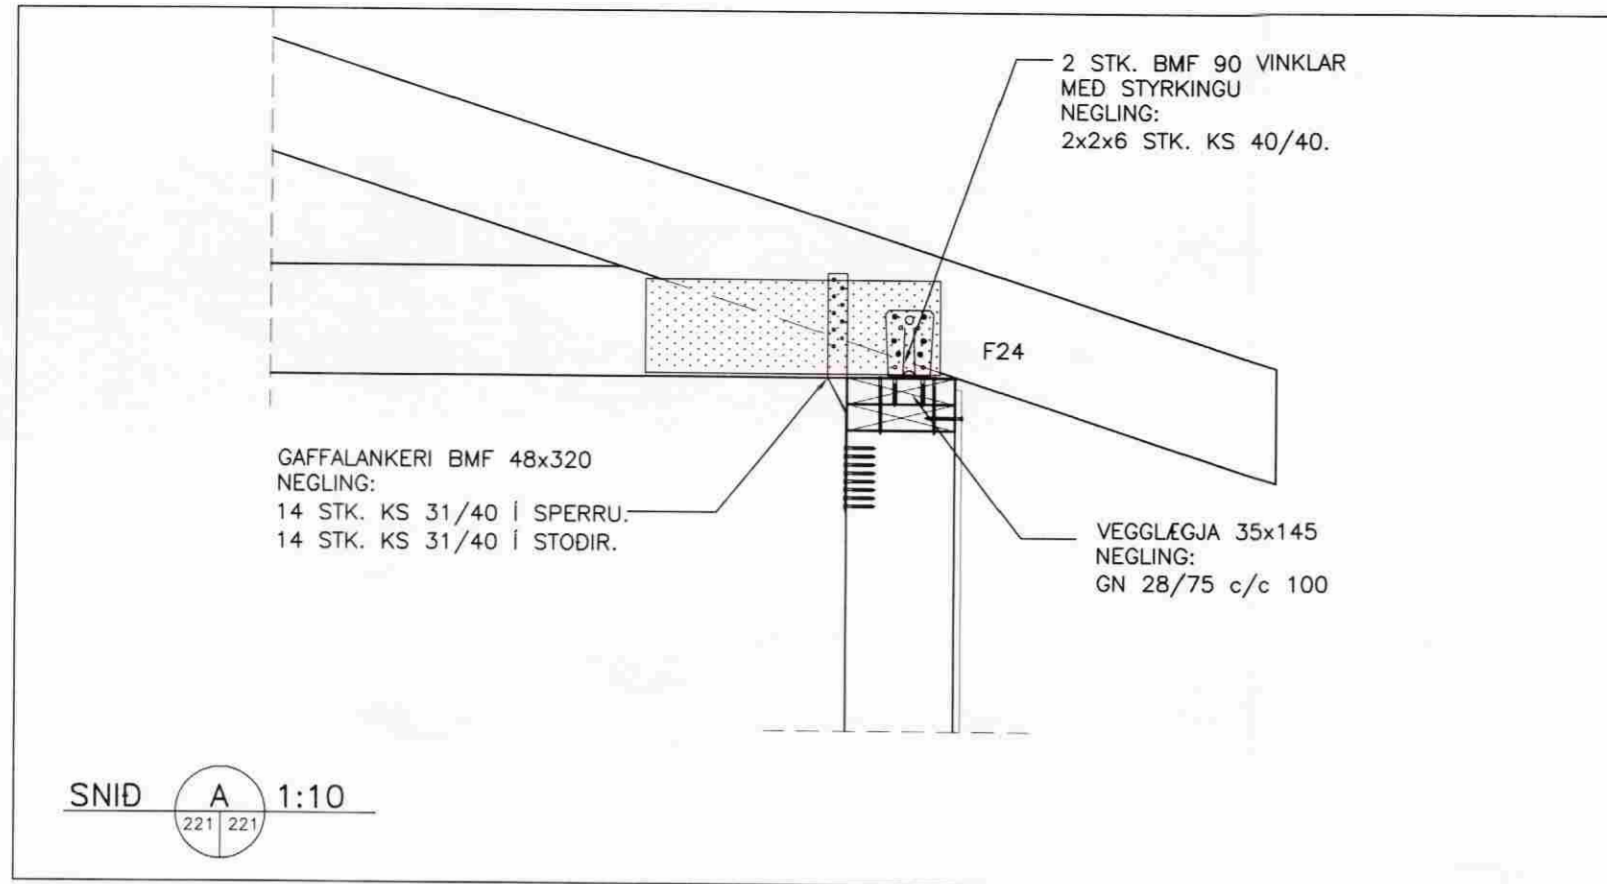 2 STK. BMF 90 VINKLAR
MEÐ STYRKINGU
NEGLING:
2x2x6 STK. KS 40/40.
F24
GAFFALANKERI BMF 48x320
NEGLING:
14 STK. KS 31/40 Í SPERRU.
14 STK. KS 31/40 Í STOÐIR.
VEGGLÆGJA 35x145
NEGLING:
GN 28/75 c/c 100
SNIÐ A 1:10
221 221